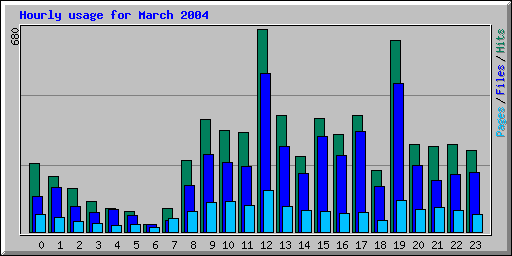 Hourly usage for March 2004
680
Pages / Files / Hits
0 1 2 3 4 5 6 7 8 9 10 11 12 13 14 15 16 17 18 19 20 21 22 23